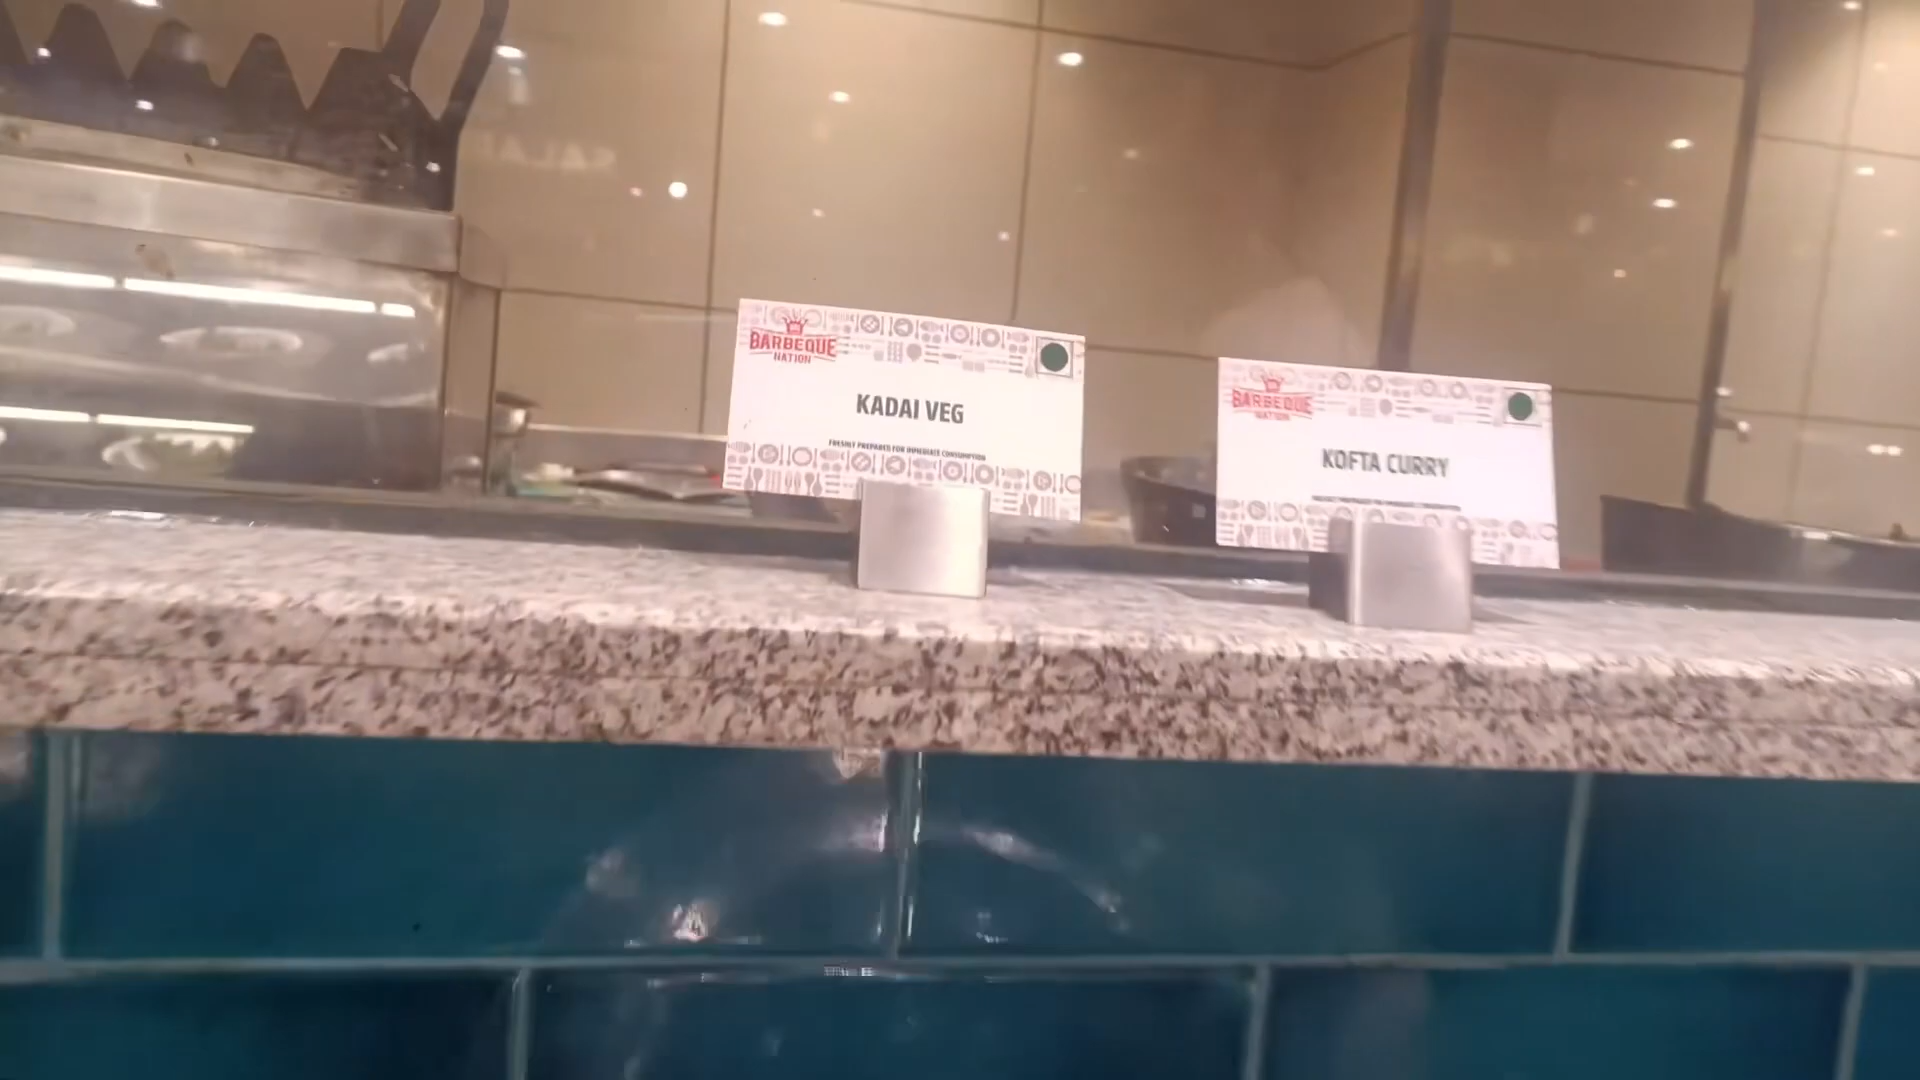 BARBEQUE
NATION
KADAI VEG
FRESHLY PREPARED FOR IMMEDIATE CONSUMPTION
BARBEQUE
NATION
KOFTA CURRY